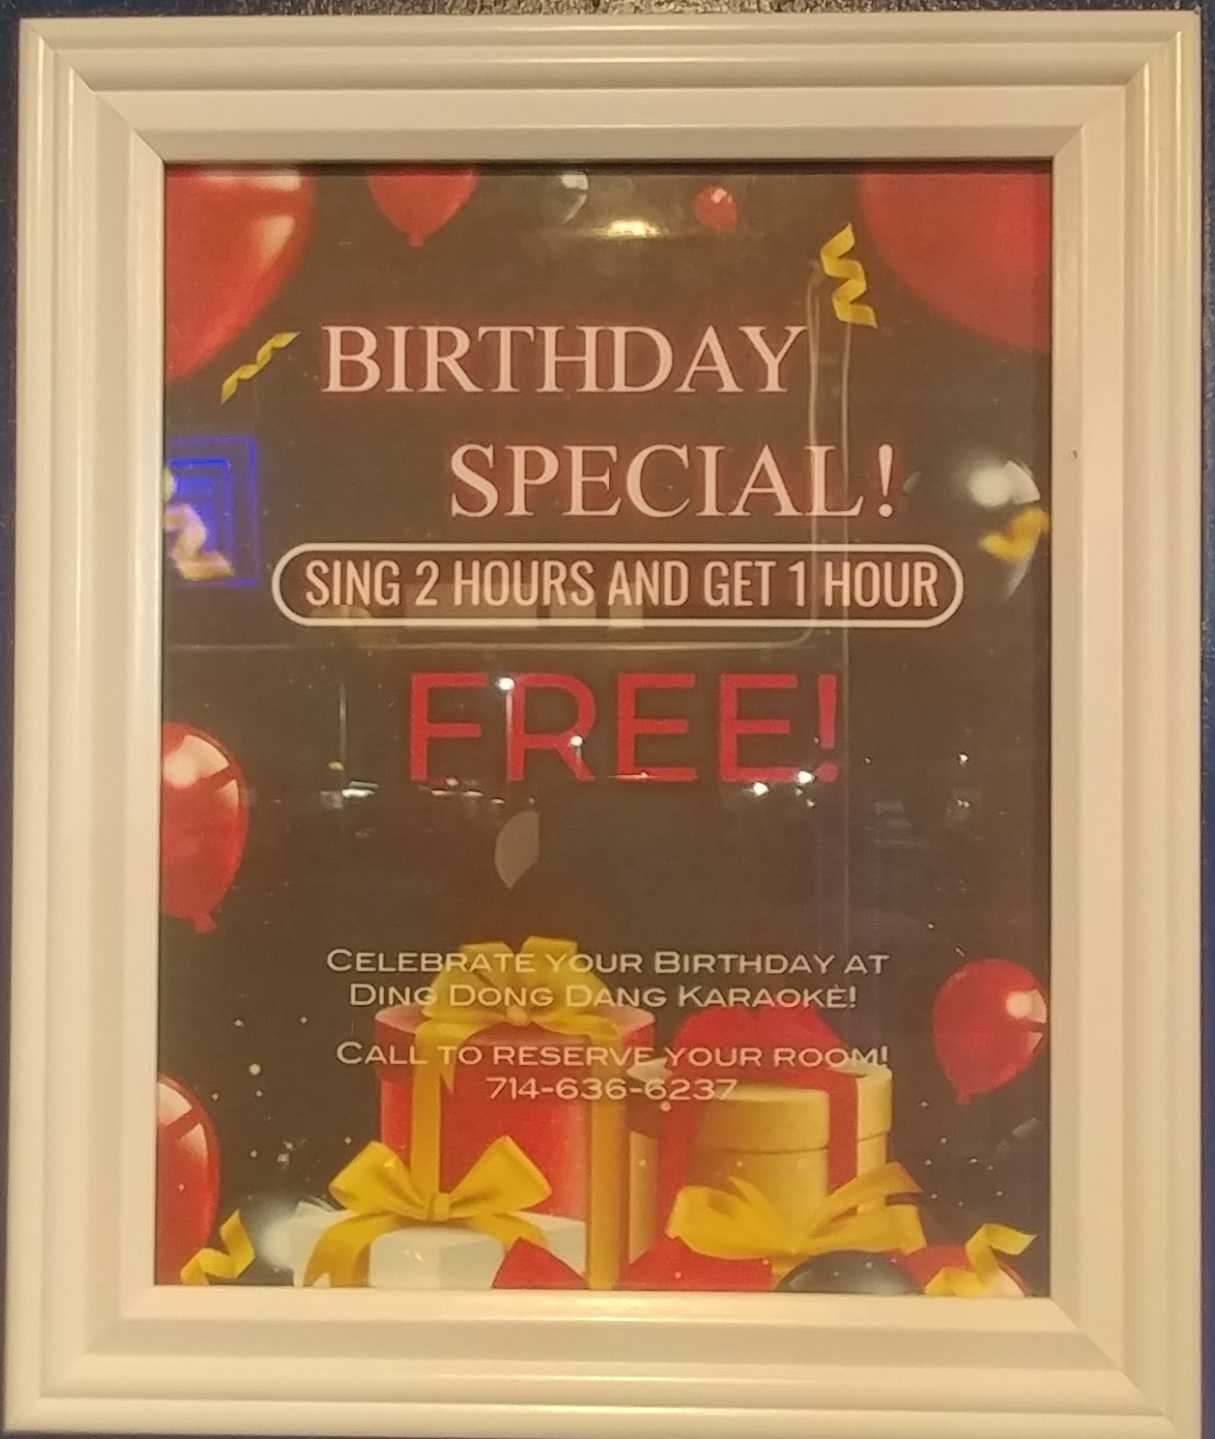 BIRTHDAY
SPECIAL!
SING 2 HOURS AND GET 1 HOUR
FREE!
CELEBRATE YOUR BIRTHDAY AT
DING DONG DANG KARAOKE!
CALL TO RESERVE YOUR ROOM!
714-636-6237